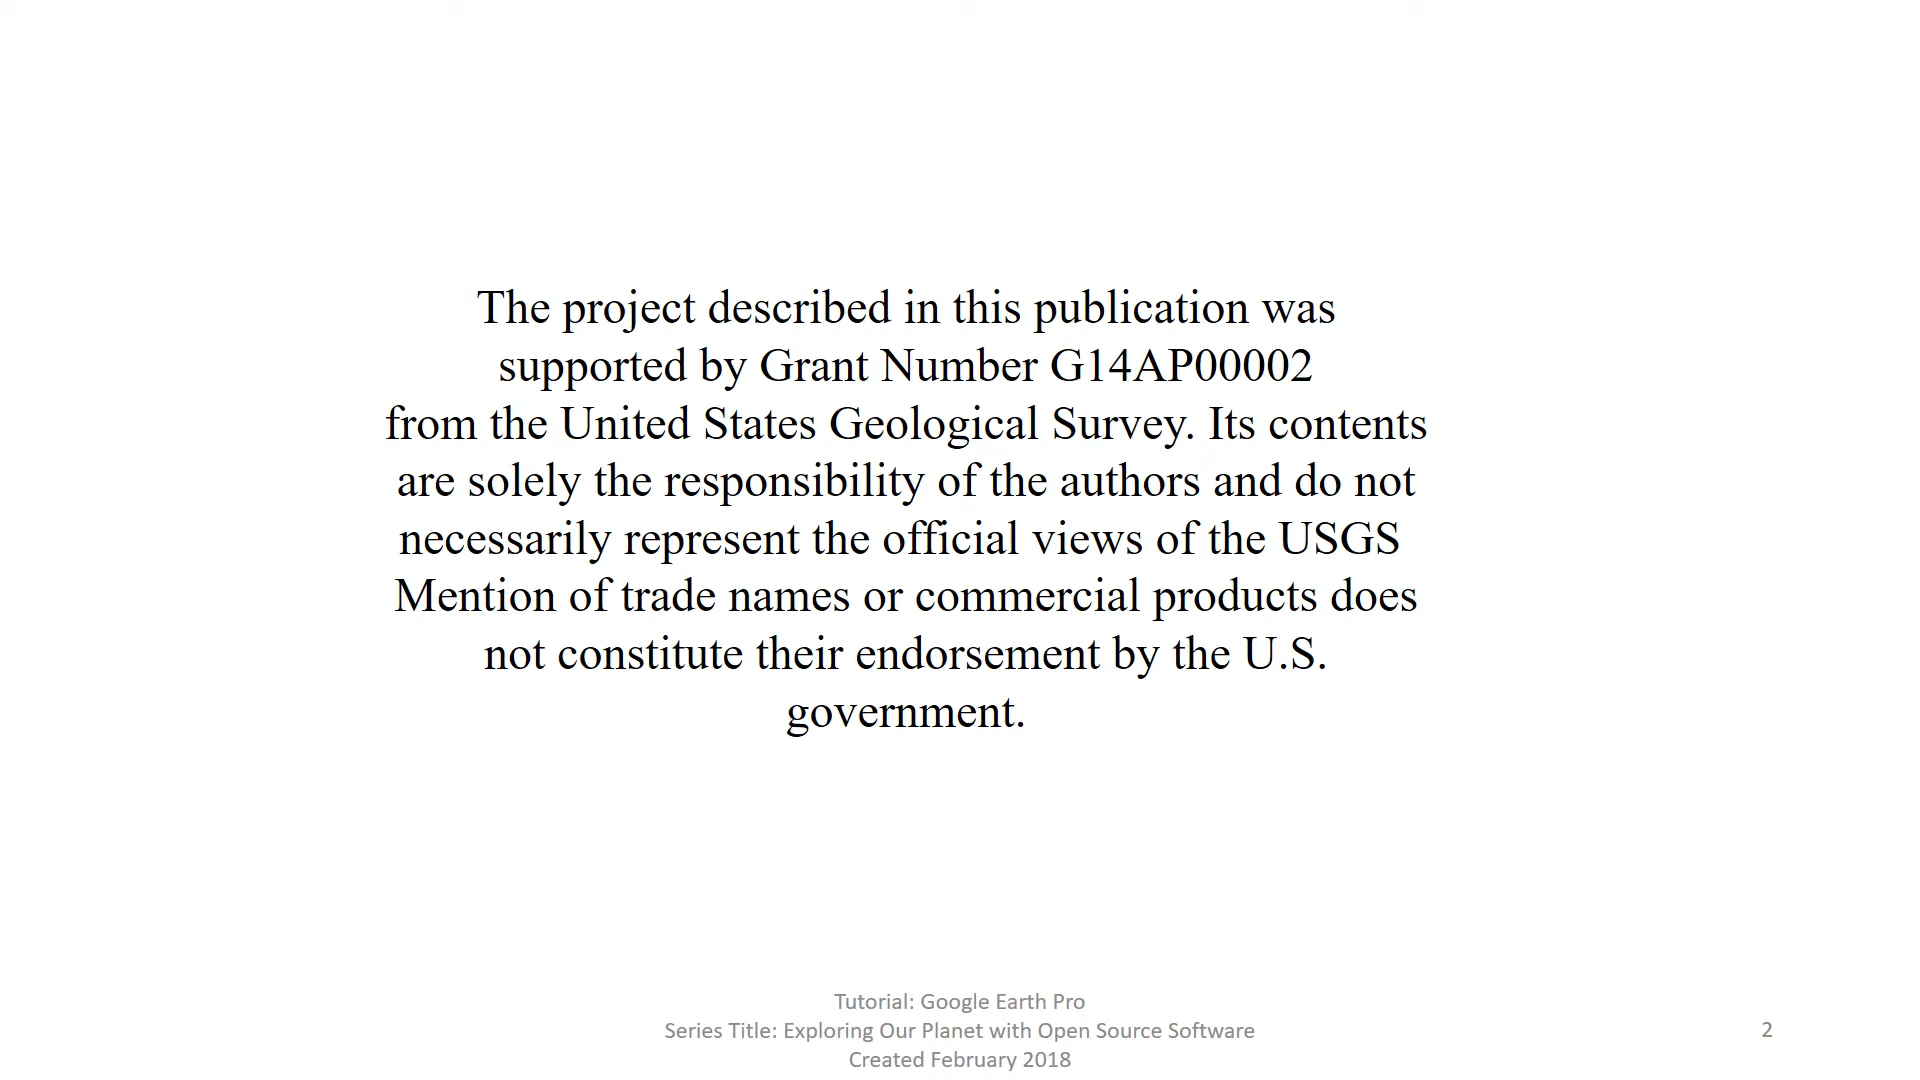 The project described in this publication was
supported by Grant Number G14AP00002
from the United States Geological Survey. Its contents
are solely the responsibility of the authors and do not
necessarily represent the official views of the USGS
Mention of trade names or commercial products does
not constitute their endorsement by the U.S.
government.
Tutorial: Google Earth Pro
Series Title: Exploring Our Planet with Open Source Software
Created February 2018
2